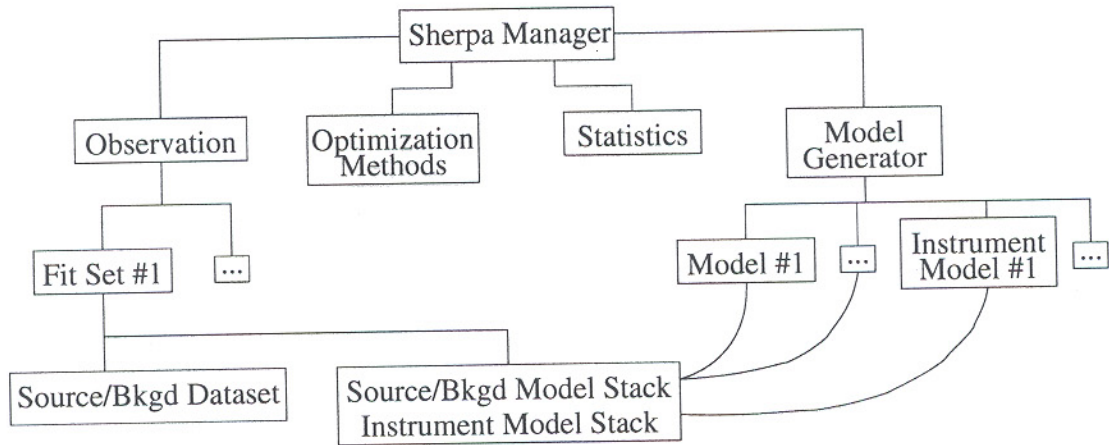 Sherpa Manager
Observation
Optimization
Methods
Statistics
Model
Generator
Fit Set #1
...
Model #1
...
Instrument
Model #1
...
Source/Bkgd Dataset
Source/Bkgd Model Stack
Instrument Model Stack